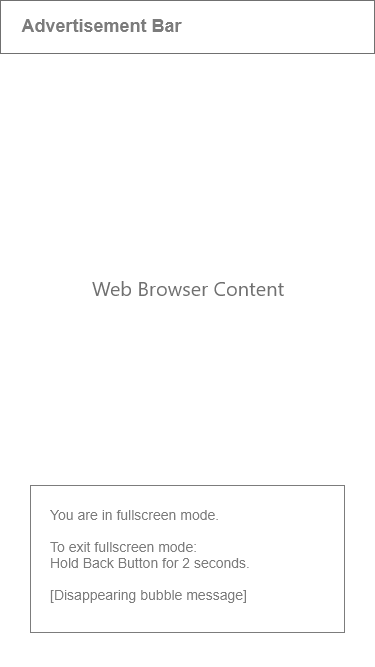 Advertisement Bar
Web Browser Content
You are in fullscreen mode.
To exit fullscreen mode:
Hold Back Button for 2 seconds.
[Disappearing bubble message]